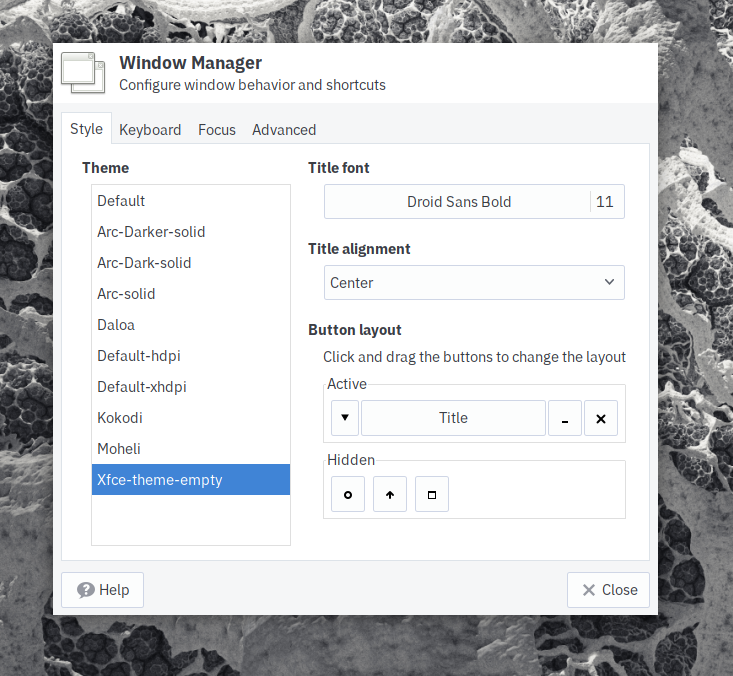 Window Manager
Configure window behavior and shortcuts
Style Keyboard Focus Advanced
Theme
Default
Arc-Darker-solid
Arc-Dark-solid
Arc-solid
Daloa
Default-hdpi
Default-xhdpi
Kokodi
Moheli
Xfce-theme-empty
Title font
Droid Sans Bold 11
Title alignment
Center
Button layout
Click and drag the buttons to change the layout
Active
Title
Hidden
Help
Close